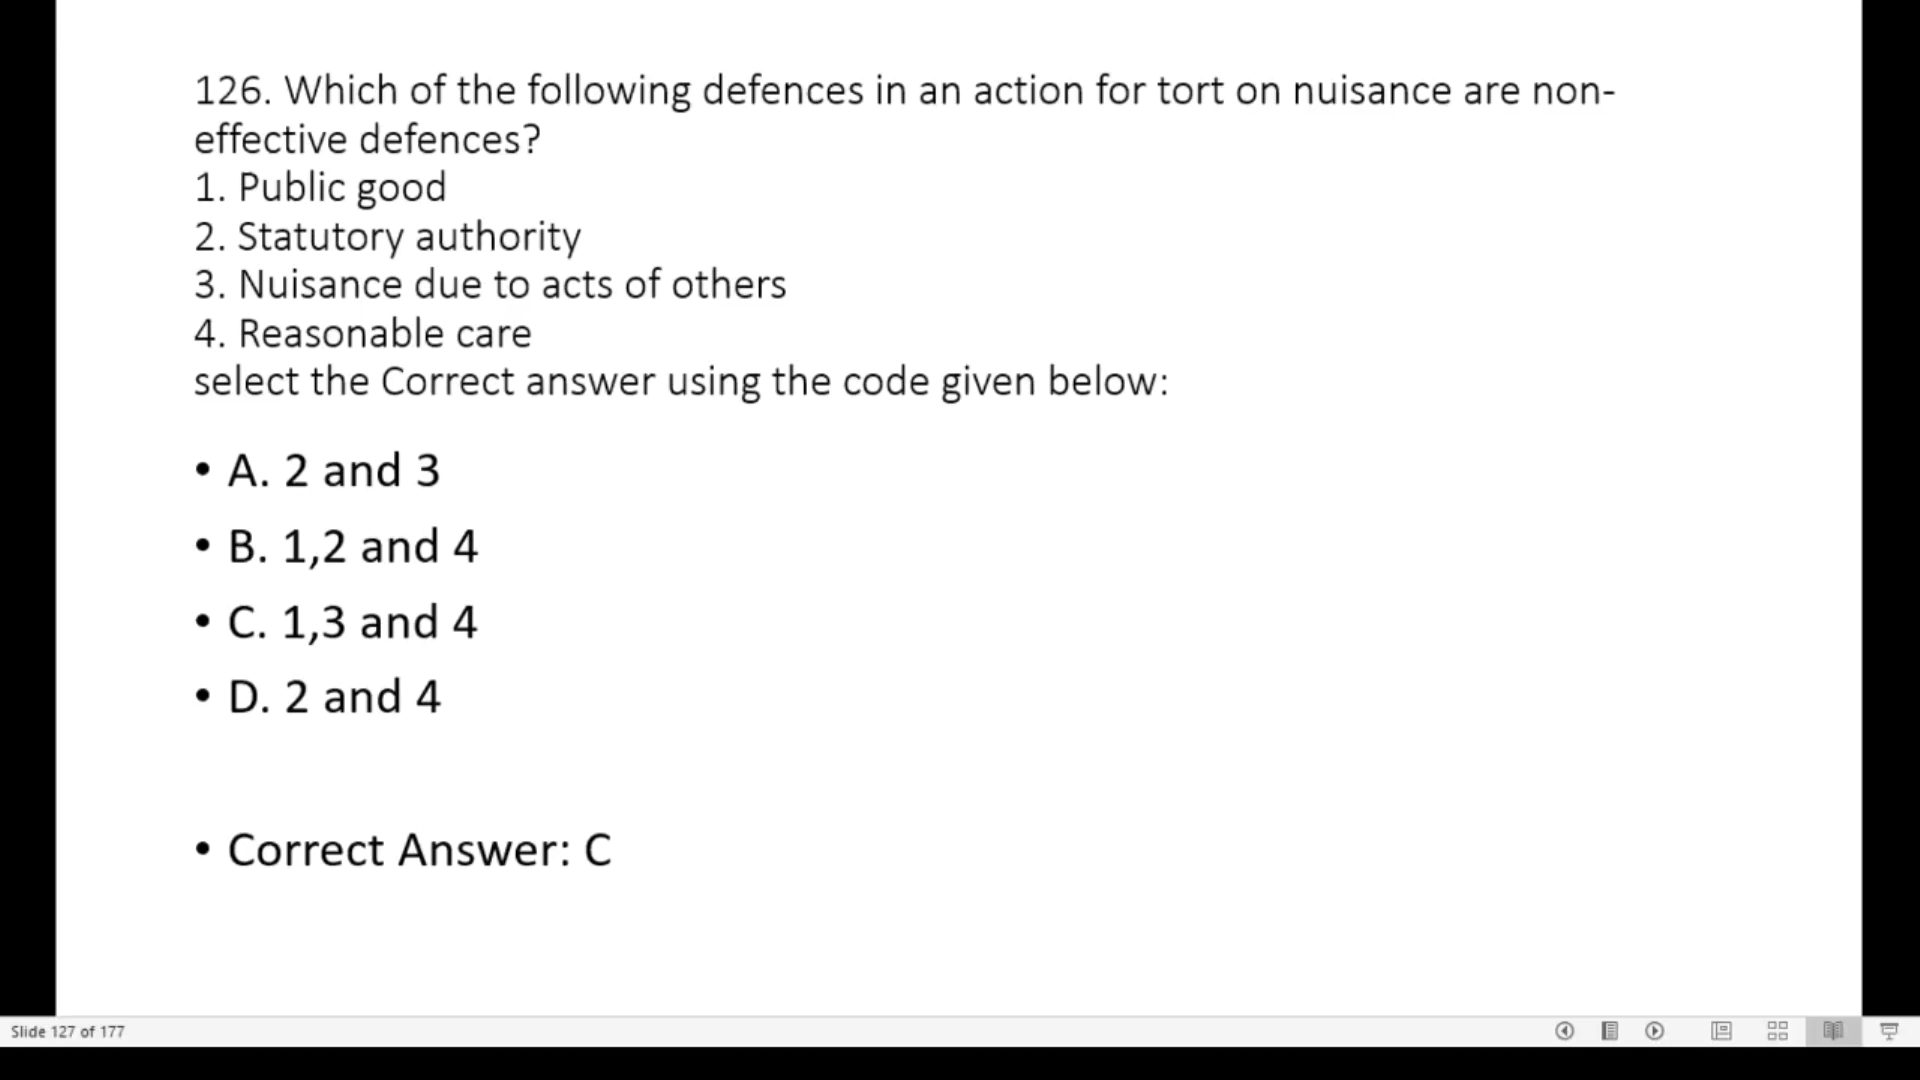 126. Which of the following defences in an action for tort on nuisance are non-
effective defences?
1. Public good
2. Statutory authority
3. Nuisance due to acts of others
4. Reasonable care
select the Correct answer using the code given below:
• A. 2 and 3
• B. 1,2 and 4
• C. 1,3 and 4
• D. 2 and 4
• Correct Answer: C
Slide 127 of 177